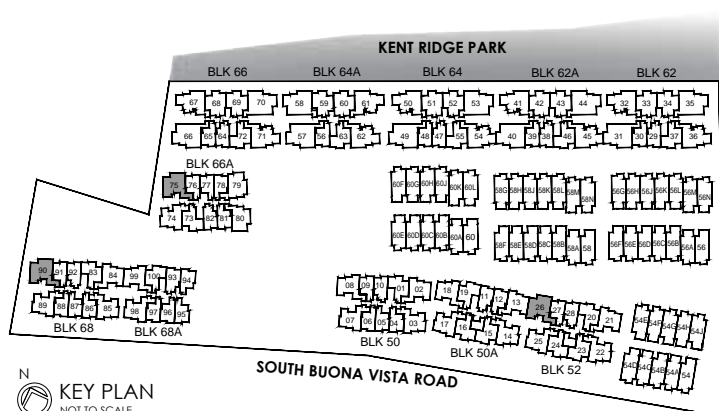 KENT RIDGE PARK
BLK 66 BLK 64A BLK 64 BLK 62A BLK 62
67 68 69 70 58 59 60 61 50 51 52 53 41 42 43 44 32 33 34 35
66 65 64 72 71 57 56 63 62 49 48 47 55 54 40 39 38 46 45 31 30 29 37 36
BLK 66A
75 76 77 78 79 60F 60G 60H 60J 60K 60L 58G 58H 58J 58K 58L 58M 58N 56G 56H 56J 56K 56L 56M 56N
74 73 82 81 80 60E 60D 60C 60B 60A 60 58F 58E 58D 58C 58B 58A 58 56F 56E 56D 56C 56B 56A 56
90 91 92 83 84 99 100 93 94 08 09 10 01 02 18 19 11 12 13 26 27 28 20 21 54E 54F 54G 54H 54J
89 88 87 86 85 98 97 96 95 07 06 05 04 03 17 16 15 14 25 24 23 22 54D 54C 54B 54A 54
BLK 68 BLK 68A BLK 50 BLK 50A BLK 52
SOUTH BUONA VISTA ROAD
N
KEY PLAN
NOT TO SCALE